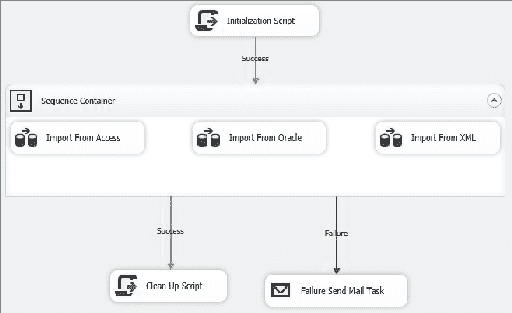 Initialization Script
Success
Sequence Container
Import From Access
Import From Oracle
Import From XML
Success
Failure
Clean Up Script
Failure Send Mail Task